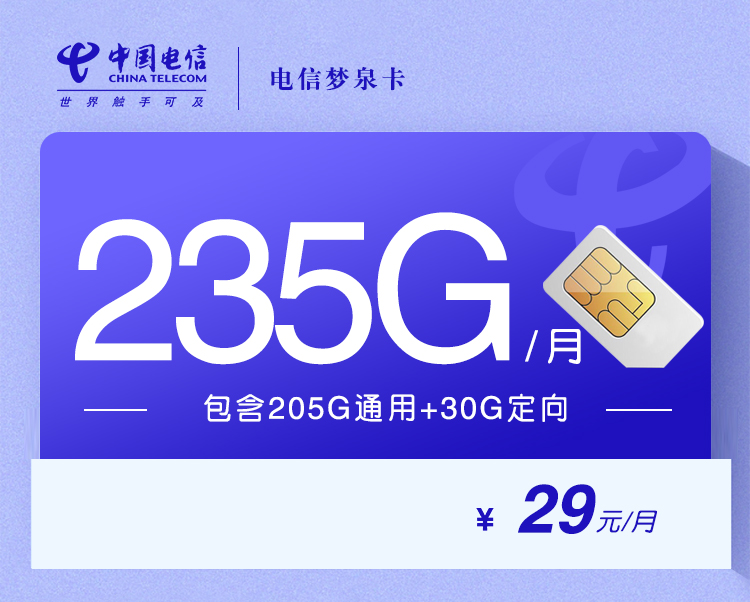 中国电信
CHINA TELECOM
世界触手可及
电信梦泉卡
235G/月
包含205G通用+30G定向
¥ 29元/月